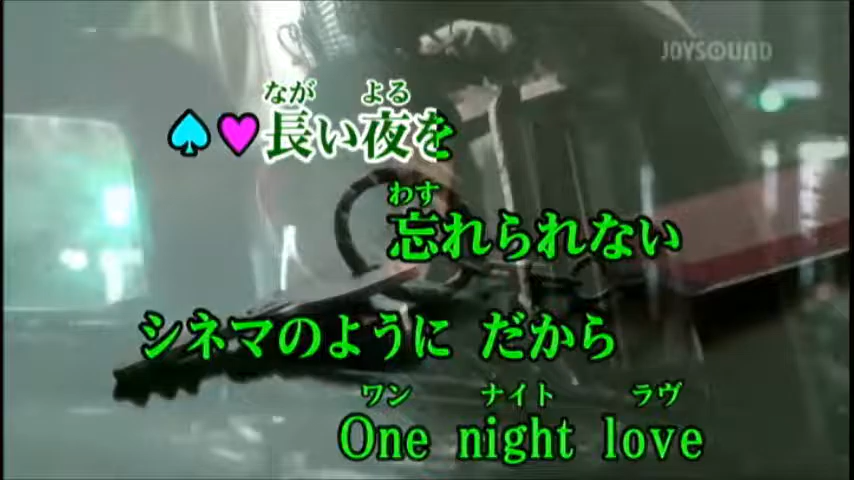 JOYSOUND
なが よる
♠♥長い夜を
わす
忘れられない
シネマのように だから
ワン ナイト ラヴ
One night love